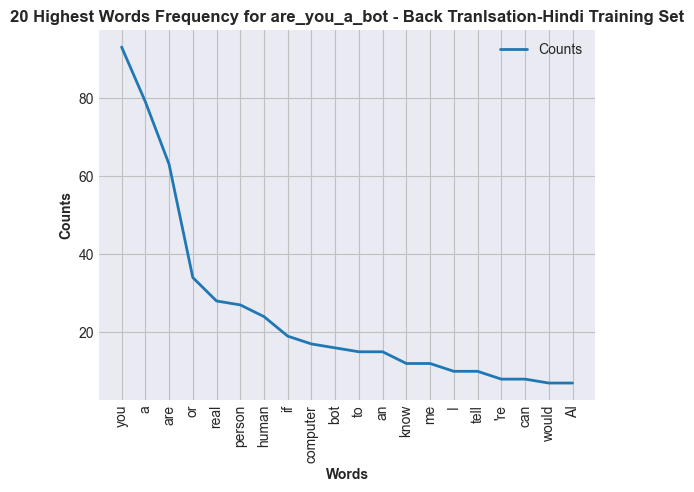 20 Highest Words Frequency for are_you_a_bot - Back Tranlsation-Hindi Training Set
Counts
80
60
40
20
Counts
you
a
are
or
real
person
human
if
computer
bot
to
an
know
me
I
tell
're
can
would
AI
Words